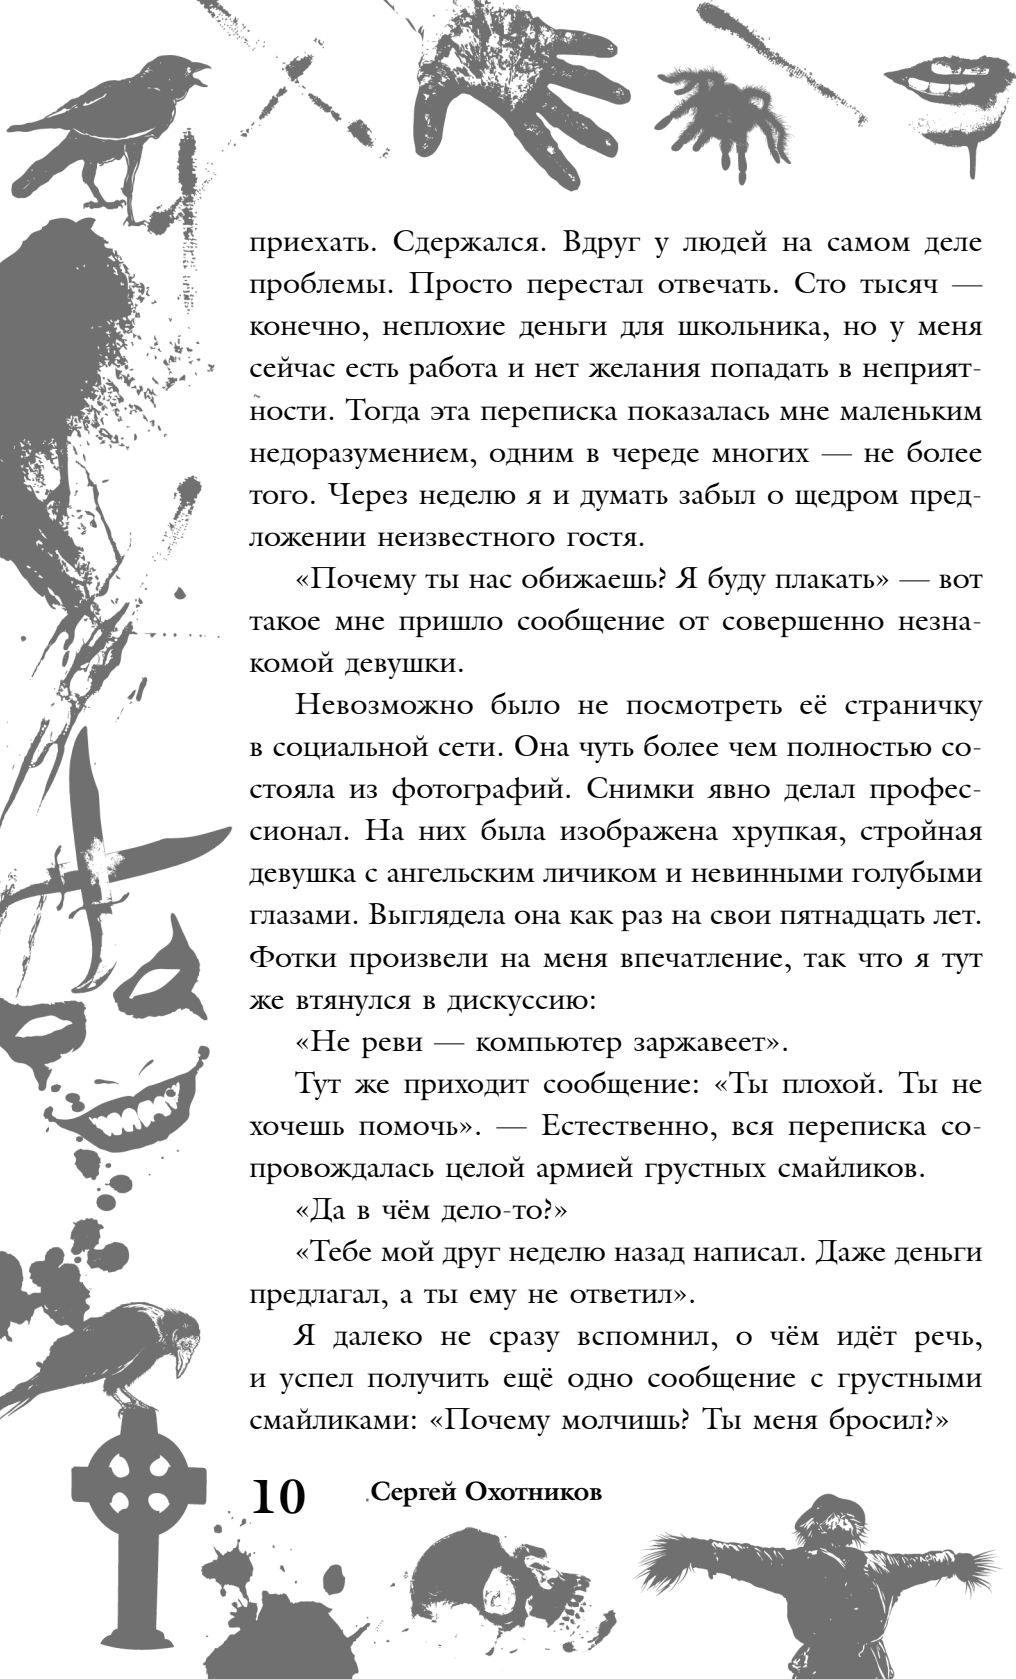 приехать. Сдержался. Вдруг у людей на самом деле
проблемы. Просто перестал отвечать. Сто тысяч —
конечно, неплохие деньги для школьника, но у меня
сейчас есть работа и нет желания попадать в неприят-
ности. Тогда эта переписка показалась мне маленьким
недоразумением, одним в череде многих — не более
того. Через неделю я и думать забыл о щедром пред-
ложении неизвестного гостя.
«Почему ты нас обижаешь? Я буду плакать» — вот
такое мне пришло сообщение от совершенно незна-
комой девушки.
Невозможно было не посмотреть её страничку
в социальной сети. Она чуть более чем полностью со-
стояла из фотографий. Снимки явно делал профес-
сионал. На них была изображена хрупкая, стройная
девушка с ангельским личиком и невинными голубыми
глазами. Выглядела она как раз на свои пятнадцать лет.
Фотки произвели на меня впечатление, так что я тут
же втянулся в дискуссию:
«Не реви — компьютер заржавеет».
Тут же приходит сообщение: «Ты плохой. Ты не
хочешь помочь». — Естественно, вся переписка со-
провождалась целой армией грустных смайликов.
«Да в чём дело-то?»
«Тебе мой друг неделю назад написал. Даже деньги
предлагал, а ты ему не ответил».
Я далеко не сразу вспомнил, о чём идёт речь,
и успел получить ещё одно сообщение с грустными
смайликами: «Почему молчишь? Ты меня бросил?»
10 Сергей Охотников